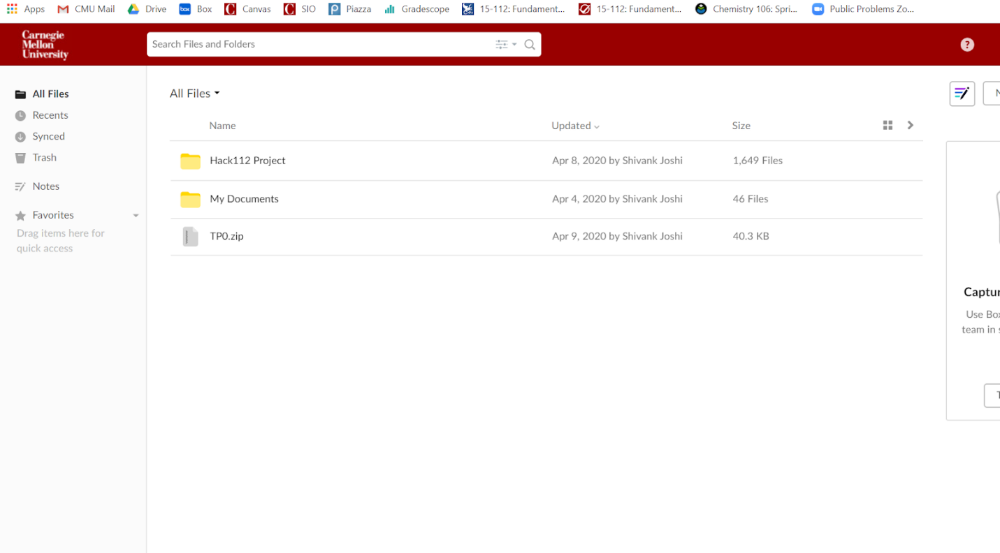 Apps CMU Mail Drive box Box Canvas SIO Piazza Gradescope 15-112: Fundament... 15-112: Fundament... Chemistry 106: Spri... Public Problems Zo...
Carnegie
Mellon
University
Search Files and Folders
?
All Files
Recents
Synced
Trash
Notes
Favorites
Drag items here for
quick access
All Files
Name Updated Size
Hack112 Project Apr 8, 2020 by Shivank Joshi 1,649 Files
My Documents Apr 4, 2020 by Shivank Joshi 46 Files
TP0.zip Apr 9, 2020 by Shivank Joshi 40.3 KB
N
Captur
Use Box
team in s
T